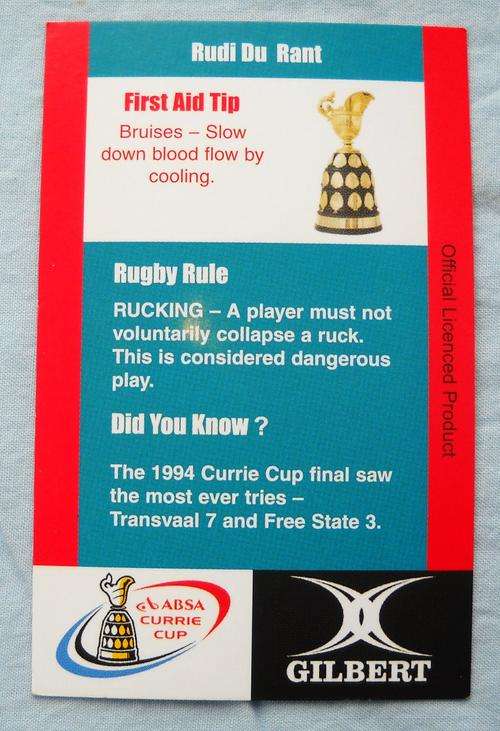 Rudi Du Rant
First Aid Tip
Bruises – Slow
down blood flow by
cooling.
Rugby Rule
RUCKING – A player must not
voluntarily collapse a ruck.
This is considered dangerous
play.
Did You Know ?
The 1994 Currie Cup final saw
the most ever tries –
Transvaal 7 and Free State 3.
Official Licenced Product
ABSA
CURRIE
CUP
GILBERT